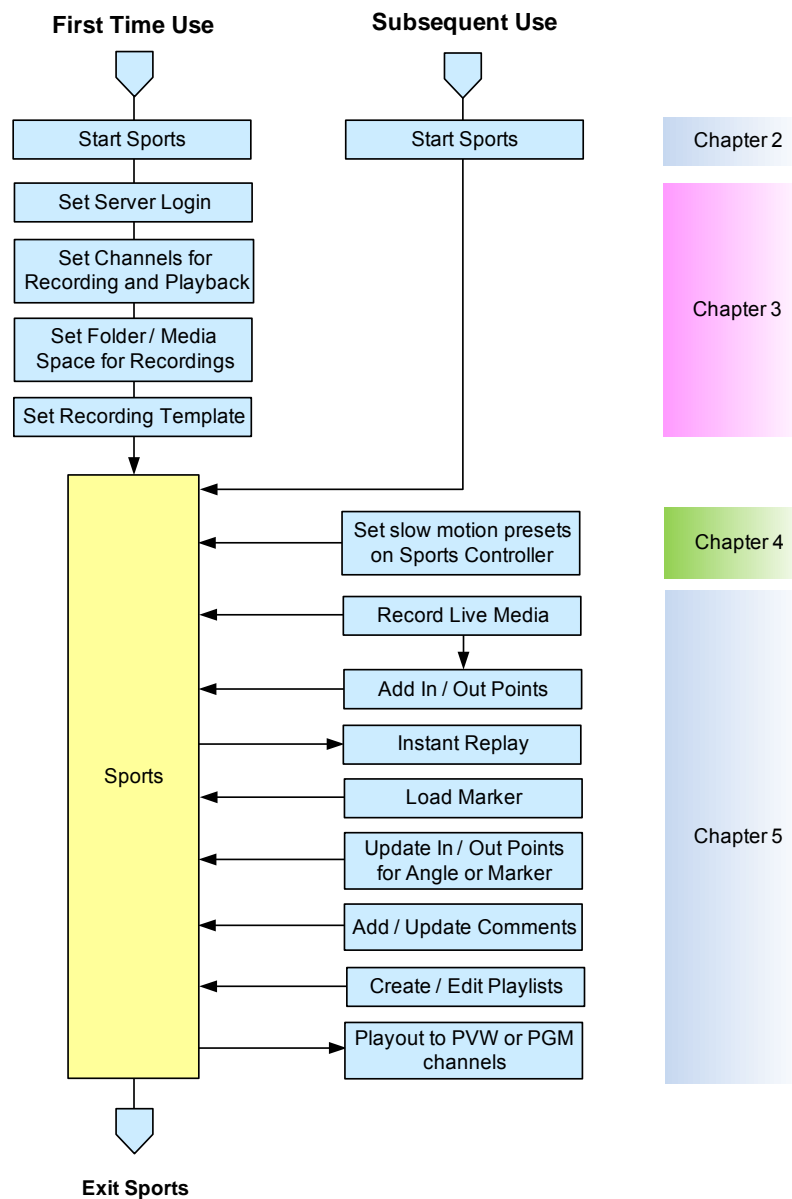 First Time Use
Subsequent Use
Start Sports
Start Sports
Chapter 2
Set Server Login
Set Channels for
Recording and Playback
Set Folder / Media
Space for Recordings
Set Recording Template
Chapter 3
Set slow motion presets
on Sports Controller
Chapter 4
Record Live Media
Add In / Out Points
Instant Replay
Sports
Load Marker
Update In / Out Points
for Angle or Marker
Chapter 5
Add / Update Comments
Create / Edit Playlists
Playout to PVW or PGM
channels
Exit Sports